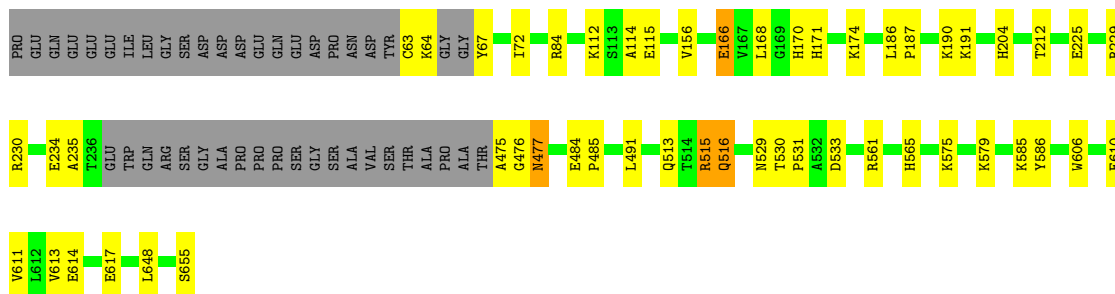 PRO GLU GLN GLU GLU GLU ILE LEU GLY SER ASP ASP ASP GLU GLN GLU ASP PRO ASN ASP TYR C63 K64 GLY GLY Y67 I72 R84 K112 S113 A114 E115 V156 E166 V167 L168 G169 H170 H171 K174 L186 P187 K190 K191 H204 T212 E225
R230 E234 A235 T236 GLU TRP GLN ARG SER GLY ALA PRO PRO PRO SER GLY SER ALA VAL SER THR ALA PRO ALA THR A475 G476 N477 E484 P485 L491 Q513 T514 R515 Q516 N529 T530 P531 A532 D533 R561 H565 K575 K579 K585 Y586 W606
V611 L612 V613 E614 E617 L648 S655